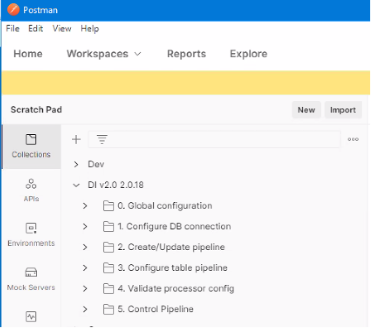 Postman
File Edit View Help
Home Workspaces Reports Explore
Scratch Pad New Import
Collections
APIs
Environments
Mock Servers
Dev
DI v2.0 2.0.18
0. Global configuration
1. Configure DB connection
2. Create/Update pipeline
3. Configure table pipeline
4. Validate processor config
5. Control Pipeline